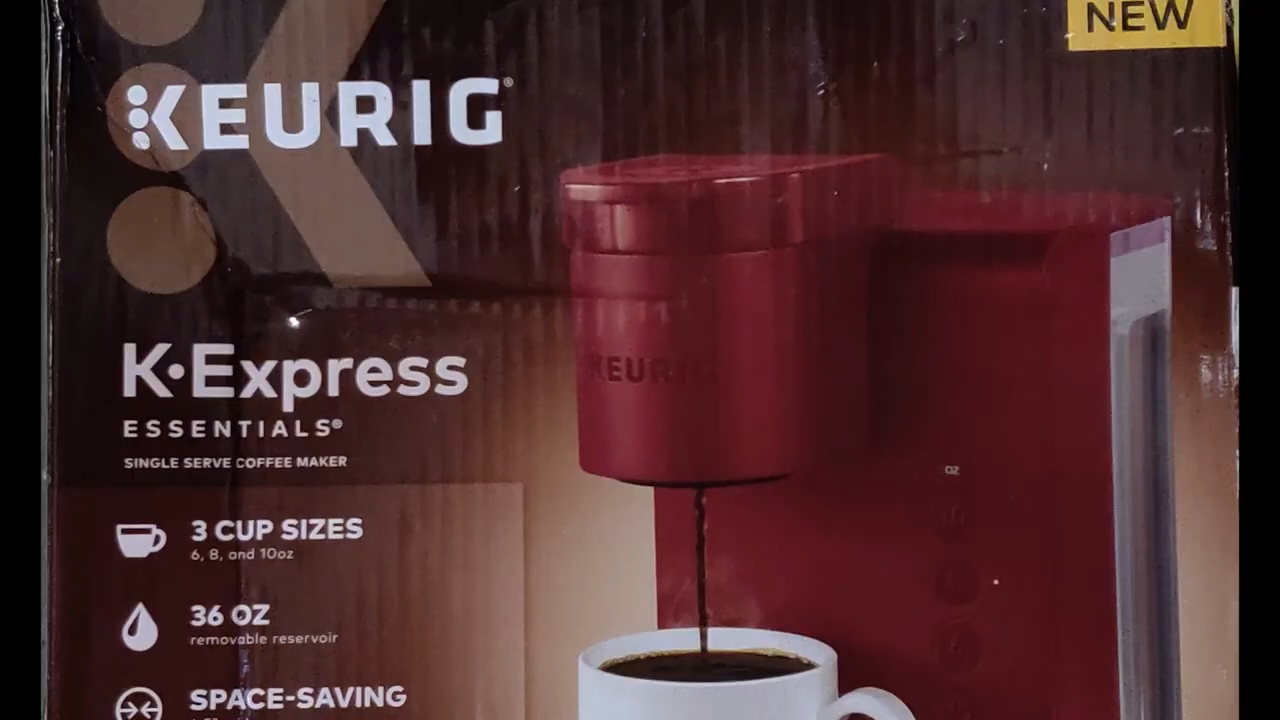 NEW
KEURIG®
KEURIG
K•Express
ESSENTIALS®
SINGLE SERVE COFFEE MAKER
OZ
3 CUP SIZES
6, 8, and 10oz
36 OZ
removable reservoir
SPACE-SAVING